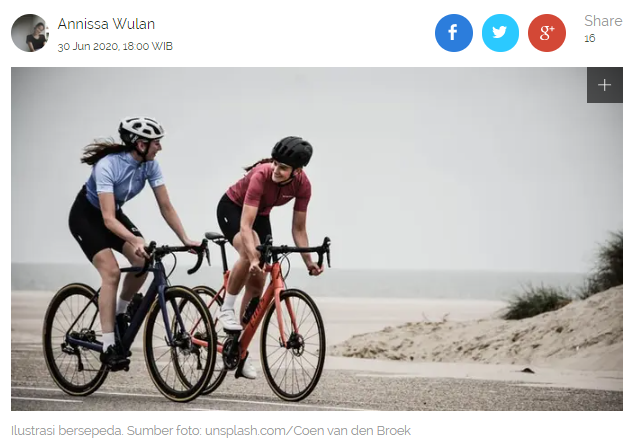 Annissa Wulan
30 Jun 2020, 18:00 WIB
Share
16
Ilustrasi bersepeda. Sumber foto: unsplash.com/Coen van den Broek